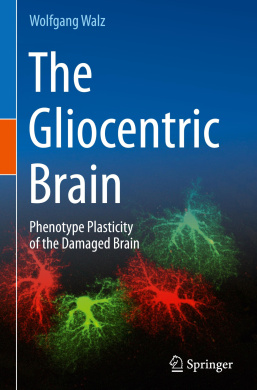 Wolfgang Walz
The
Gliocentric
Brain
Phenotype Plasticity
of the Damaged Brain
Springer